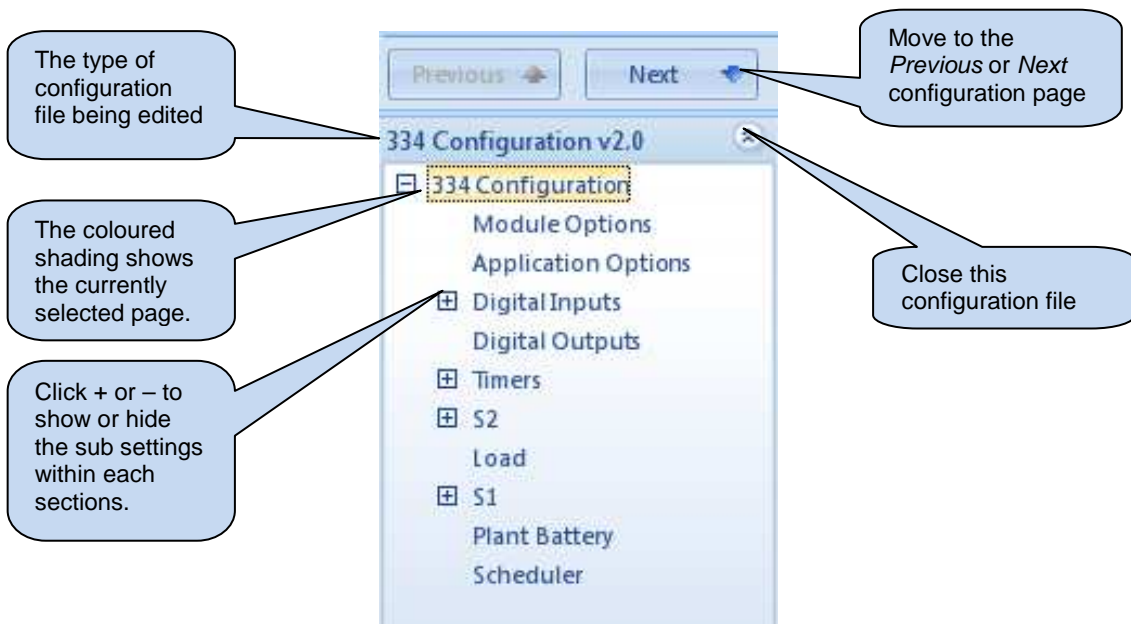 The type of
configuration
file being edited
Previous
Next
Move to the
Previous or Next
configuration page
334 Configuration v2.0
334 Configuration
Module Options
Application Options
Digital Inputs
Digital Outputs
Timers
S2
Load
S1
Plant Battery
Scheduler
The coloured
shading shows
the currently
selected page.
Close this
configuration file
Click + or – to
show or hide
the sub settings
within each
sections.